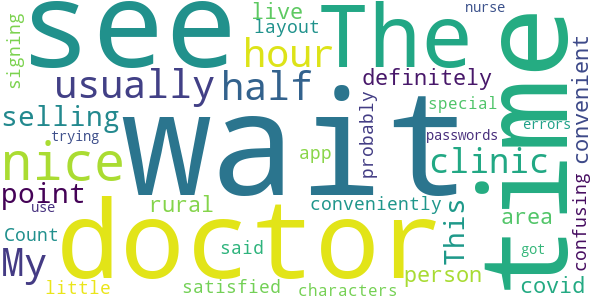 see
The
time
nurse
live
layout
signing
hour
usually
half
definitely
convenient
selling
wait
special
probably
errors
trying
app
passwords
nice
clinic
confusing
point
use
rural
conveniently
This
area
got
doctor
Count
said
My
person
covid
little
satisfied
characters